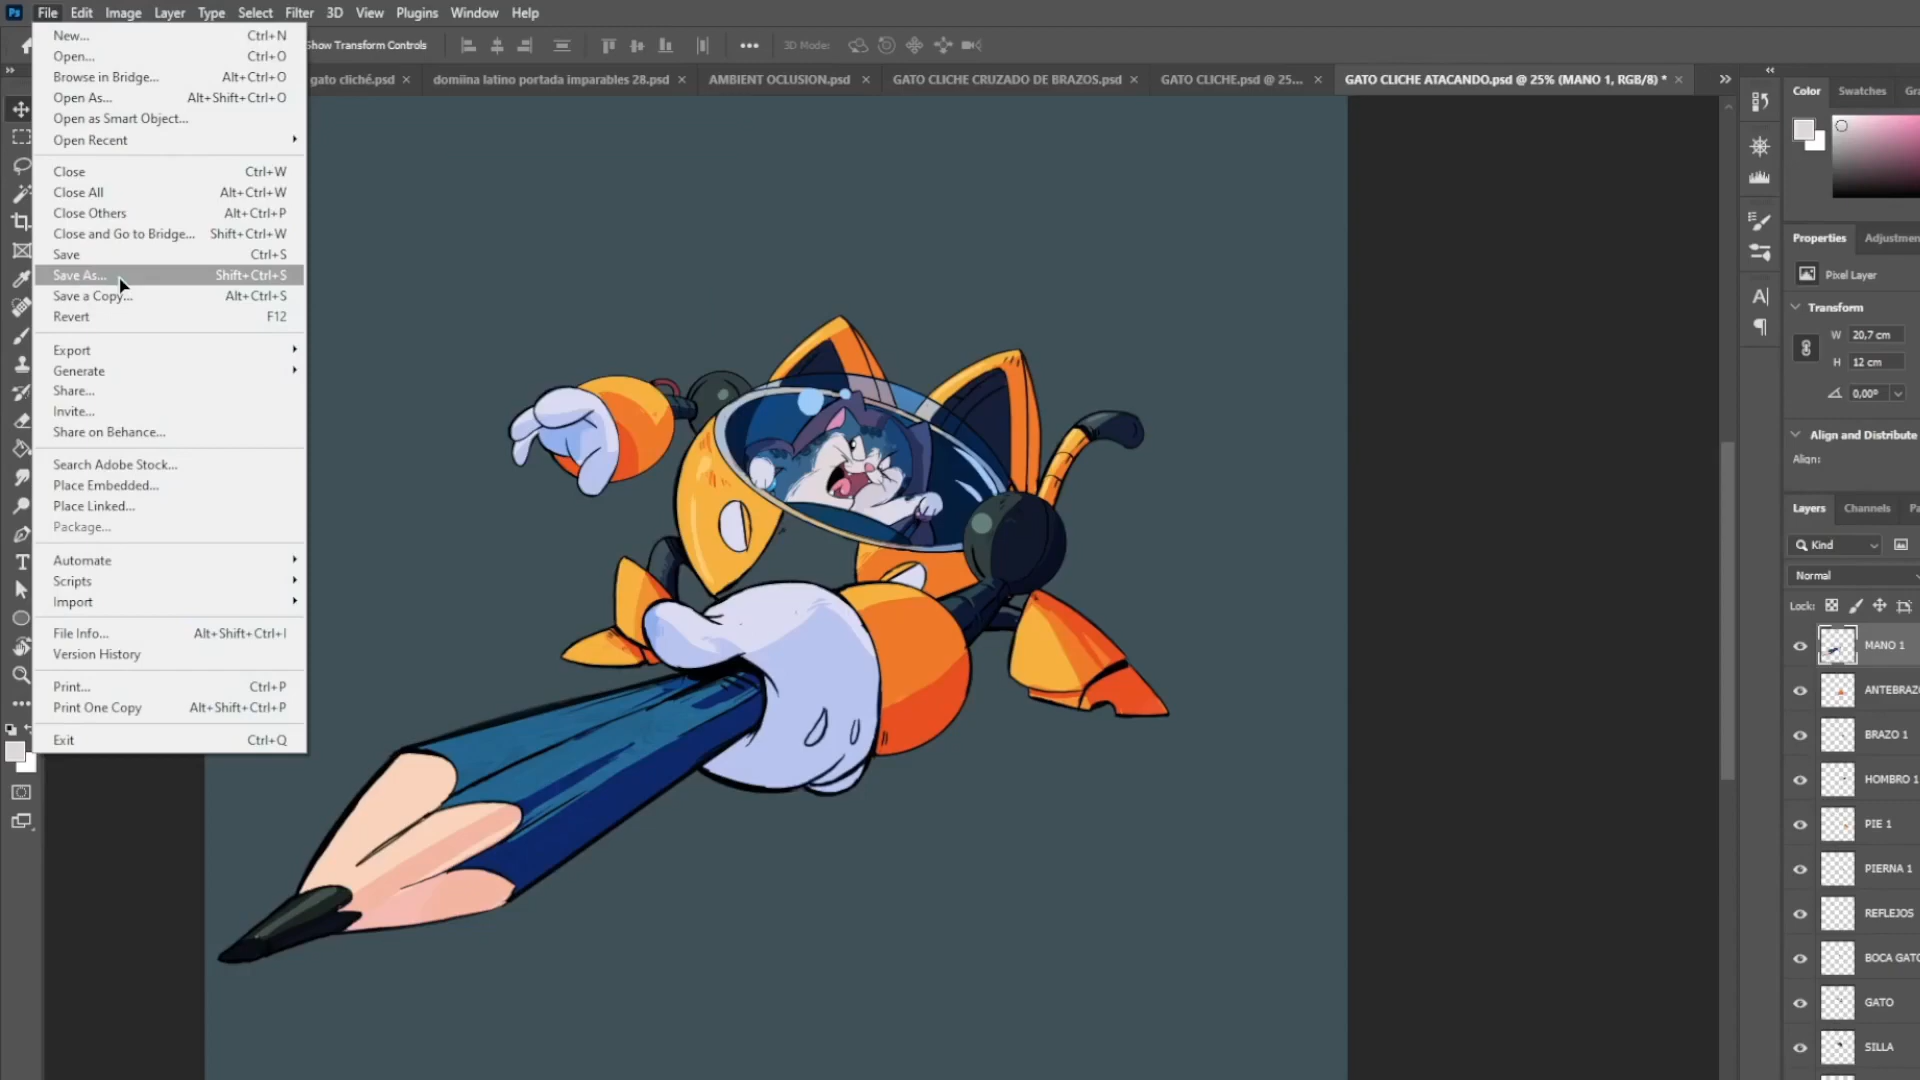 Ps File Edit Image Layer Type Select Filter 3D View Plugins Window Help
Show Transform Controls 3D Mode:
gato cliché.psd × domiina latino portada imparables 28.psd × AMBIENT OCLUSION.psd × GATO CLICHE CRUZADO DE BRAZOS.psd × GATO CLICHE.psd @ 25... × GATO CLICHE ATACANDO.psd @ 25% (MANO 1, RGB/8) * ×
New... Ctrl+N
Open... Ctrl+O
Browse in Bridge... Alt+Ctrl+O
Open As... Alt+Shift+Ctrl+O
Open as Smart Object...
Open Recent
Close Ctrl+W
Close All Alt+Ctrl+W
Close Others Alt+Ctrl+P
Close and Go to Bridge... Shift+Ctrl+W
Save Ctrl+S
Save As... Shift+Ctrl+S
Save a Copy... Alt+Ctrl+S
Revert F12
Export
Generate
Share...
Invite...
Share on Behance...
Search Adobe Stock...
Place Embedded...
Place Linked...
Package...
Automate
Scripts
Import
File Info... Alt+Shift+Ctrl+I
Version History
Print... Ctrl+P
Print One Copy Alt+Shift+Ctrl+P
Exit Ctrl+Q
Color Swatches Gra
Properties Adjustmen
Pixel Layer
Transform
W 20,7 cm
H 12 cm
0,00°
Align and Distribute
Align:
Layers Channels Pa
Kind
Normal
Lock:
MANO 1
ANTEBRAZO
BRAZO 1
HOMBRO 1
PIE 1
PIERNA 1
REFLEJOS
BOCA GATO
GATO
SILLA